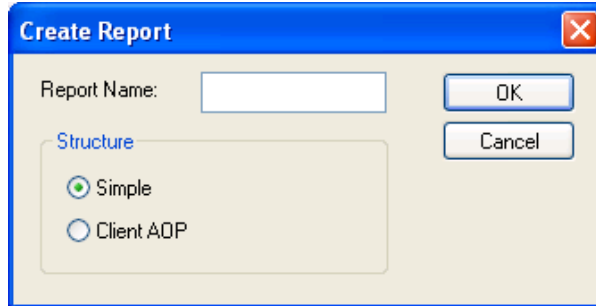 Create Report
Report Name:
OK
Cancel
Structure
Simple
Client AOP